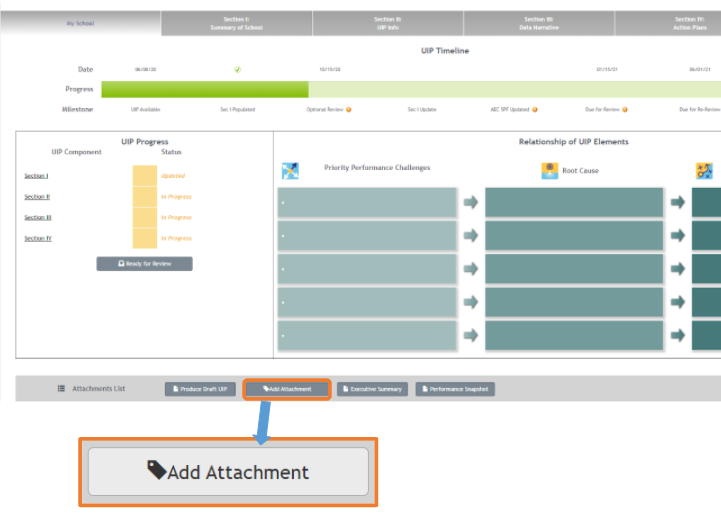 My School
Section I:
Summary of School
Section II:
UIP Info
Section III:
Data Narrative
Section IV:
Action Plans
UIP Timeline
Date 06/08/20 10/15/20 01/15/21 06/01/21
Progress
Milestone UIP Available Sec I Populated Optional Review Sec I Update AEC SPF Updated Due for Review Due for Re-Review
UIP Progress
UIP Component Status
Section I Updated
Section II In Progress
Section III In Progress
Section IV In Progress
Ready for Review
Relationship of UIP Elements
Priority Performance Challenges Root Cause
Attachments List Produce Draft UIP Add Attachment Executive Summary Performance Snapshot
Add Attachment